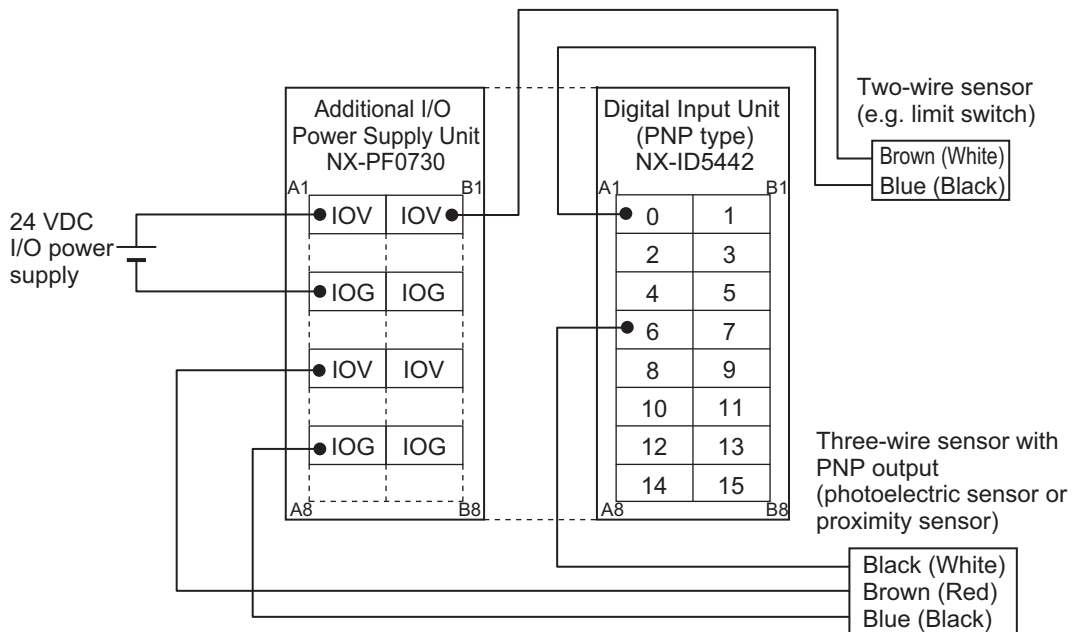 Two-wire sensor
(e.g. limit switch)
Brown (White)
Blue (Black)
Additional I/O
Power Supply Unit
NX-PF0730
A1
B1
IOV
IOV
IOG
IOG
IOV
IOV
IOG
IOG
A8
B8
24 VDC
I/O power
supply
Digital Input Unit
(PNP type)
NX-ID5442
A1
B1
0
1
2
3
4
5
6
7
8
9
10
11
12
13
14
15
A8
B8
Three-wire sensor with
PNP output
(photoelectric sensor or
proximity sensor)
Black (White)
Brown (Red)
Blue (Black)